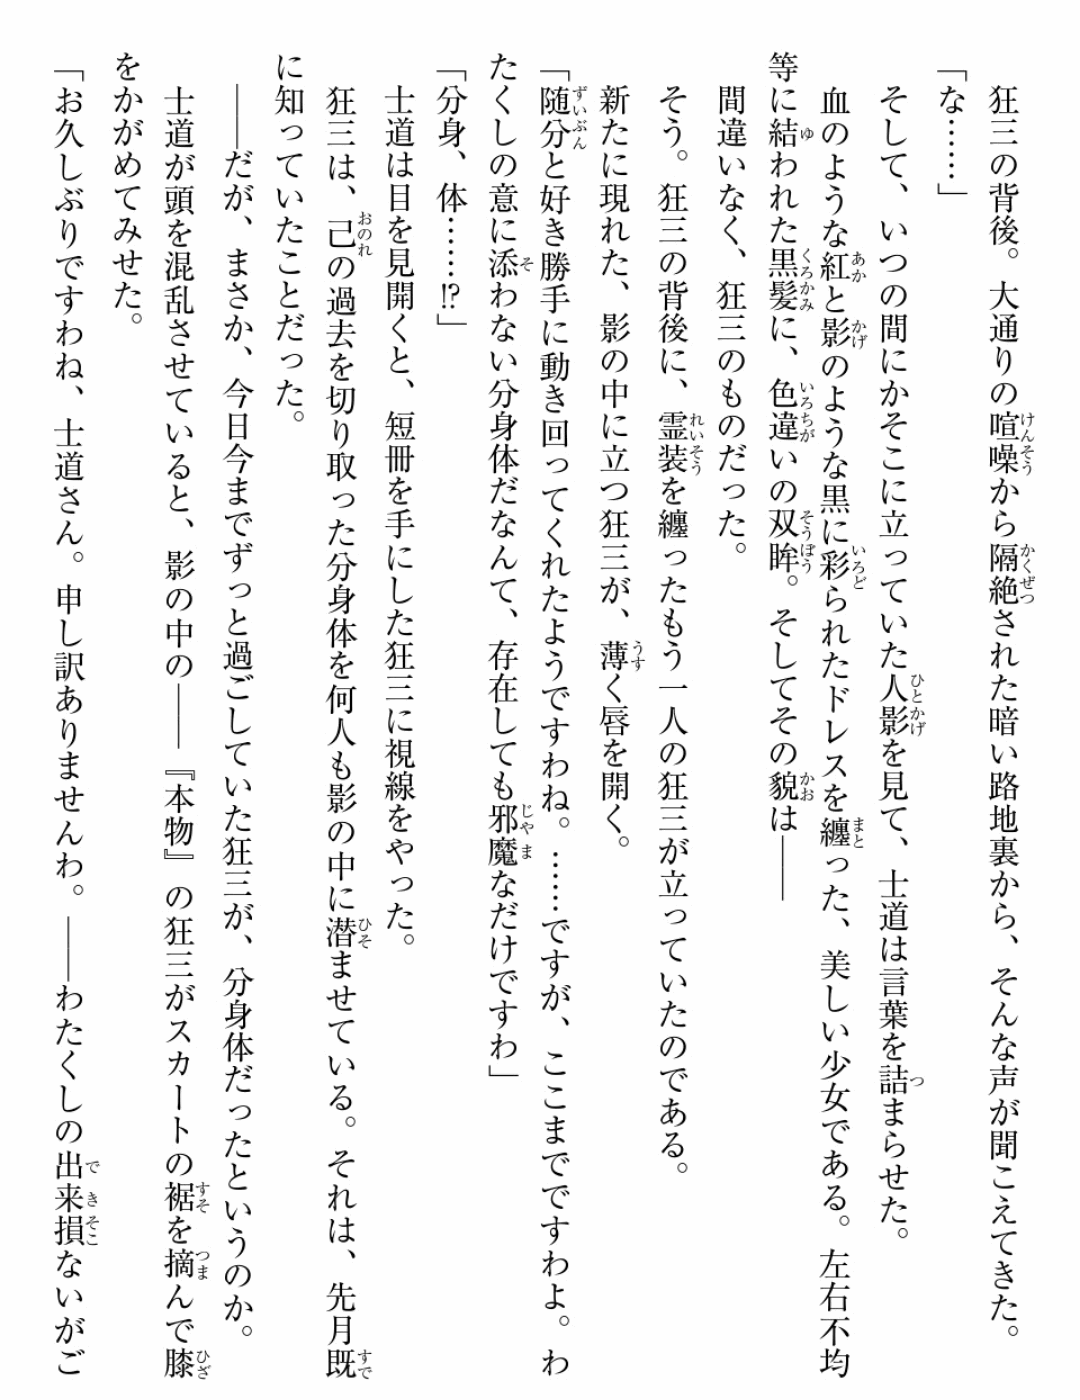 狂三の背後。大通りの喧噪から隔絶された暗い路地裏から、そんな声が聞こえてきた。
「な……」
　そして、いつの間にかそこに立っていた人影を見て、士道は言葉を詰まらせた。
　血のような紅と影のような黒に彩られたドレスを纏った、美しい少女である。左右不均
等に結われた黒髪に、色違いの双眸。そしてその貌は――
　間違いなく、狂三のものだった。
　そう。狂三の背後に、霊装を纏ったもう一人の狂三が立っていたのである。
　新たに現れた、影の中に立つ狂三が、薄く唇を開く。
「随分と好き勝手に動き回ってくれたようですわね。……ですが、ここまでですわよ。わ
たくしの意に添わない分身体だなんて、存在しても邪魔なだけですわ」
「分身、体……⁉」
　士道は目を見開くと、短冊を手にした狂三に視線をやった。
　狂三は、己の過去を切り取った分身体を何人も影の中に潜ませている。それは、先月既
に知っていたことだった。
　――だが、まさか、今日今までずっと過ごしていた狂三が、分身体だったというのか。
　士道が頭を混乱させていると、影の中の――『本物』の狂三がスカートの裾を摘んで膝
をかがめてみせた。
「お久しぶりですわね、士道さん。申し訳ありませんわ。――わたくしの出来損ないがご